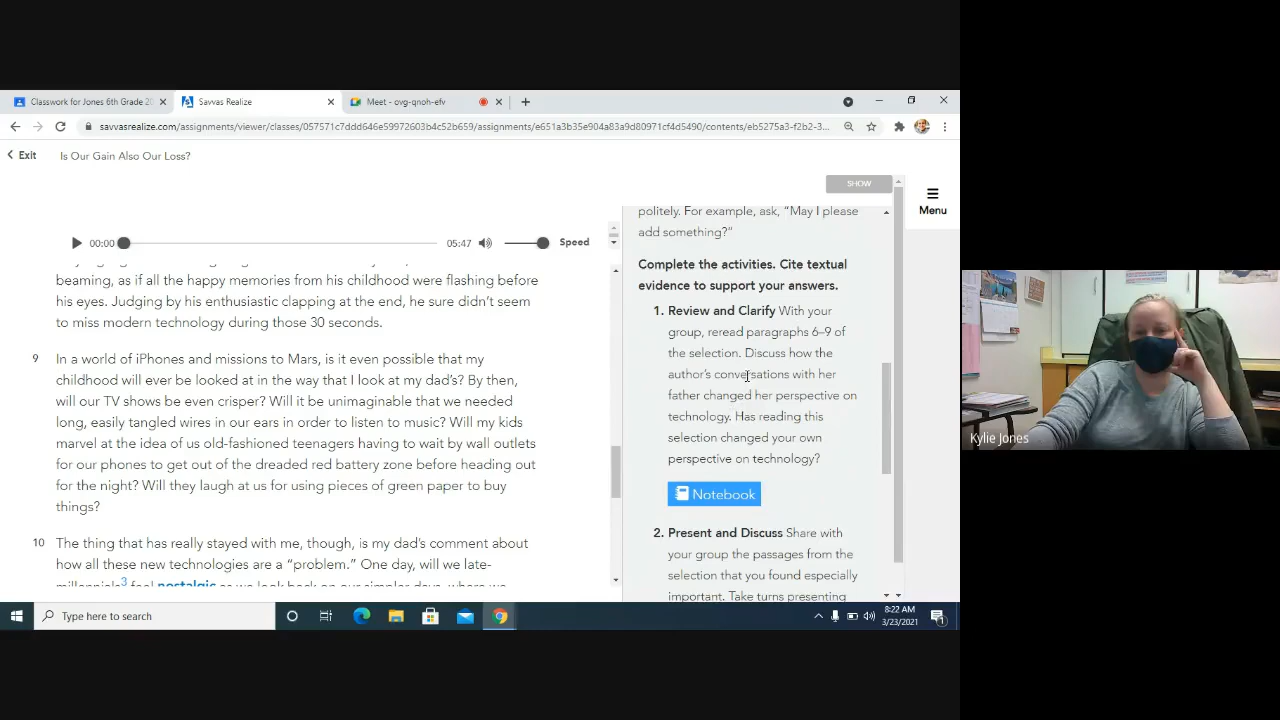 Classwork for Jones 6th Grade 20
Savvas Realize
Meet - ovg-qnoh-efv
savvasrealize.com/assignments/viewer/classes/057571c7ddd646e59972603b4c52b659/assignments/e651a3b35e904a83a9d80971cf4d5490/contents/eb5275a3-f2b2-3...
Exit
Is Our Gain Also Our Loss?
SHOW
Menu
00:00
05:47
Speed
beaming, as if all the happy memories from his childhood were flashing before
his eyes. Judging by his enthusiastic clapping at the end, he sure didn't seem
to miss modern technology during those 30 seconds.
9 In a world of iPhones and missions to Mars, is it even possible that my
childhood will ever be looked at in the way that I look at my dad's? By then,
will our TV shows be even crisper? Will it be unimaginable that we needed
long, easily tangled wires in our ears in order to listen to music? Will my kids
marvel at the idea of us old-fashioned teenagers having to wait by wall outlets
for our phones to get out of the dreaded red battery zone before heading out
for the night? Will they laugh at us for using pieces of green paper to buy
things?
10 The thing that has really stayed with me, though, is my dad's comment about
how all these new technologies are a "problem." One day, will we late-
millennials3 feel nostalgic as we look back on our simpler days, where we
politely. For example, ask, "May I please
add something?"
Complete the activities. Cite textual
evidence to support your answers.
1. Review and Clarify With your
group, reread paragraphs 6–9 of
the selection. Discuss how the
author's conversations with her
father changed her perspective on
technology. Has reading this
selection changed your own
perspective on technology?
Notebook
2. Present and Discuss Share with
your group the passages from the
selection that you found especially
important. Take turns presenting
Kylie Jones
Type here to search
8:22 AM
3/23/2021
1